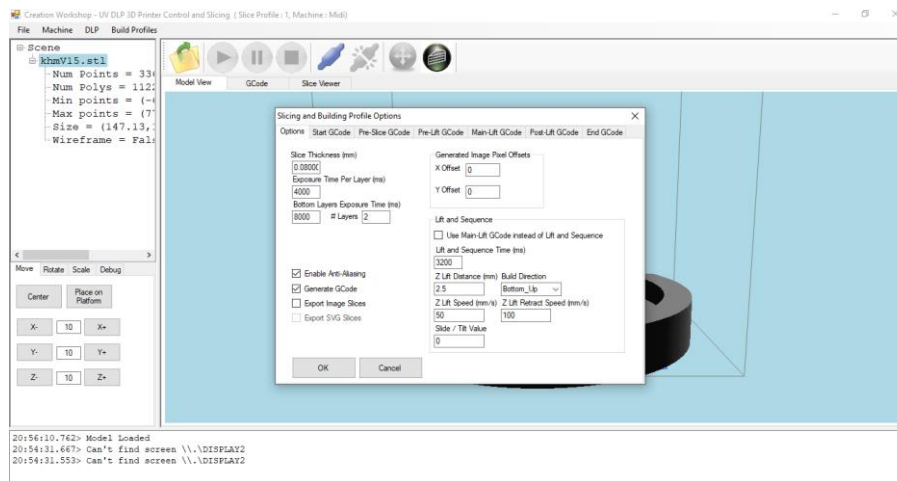 Creation Workshop - UV DLP 3D Printer Control and Slicing ( Slice Profile : 1, Machine : Midi)
File Machine DLP Build Profiles
Scene
khmV15.stl
Num Points = 33
Num Polys = 112
Min points = (-
Max points = (7
Size = (147.13,
Wireframe = Fal
Model View GCode Slice Viewer
Slicing and Building Profile Options
Options Start GCode Pre-Slice GCode Pre-Lift GCode Main-Lift GCode Post-Lift GCode End GCode
Slice Thickness (mm)
0.0800
Exposure Time Per Layer (ms)
4000
Bottom Layers Exposure Time (ms)
8000 # Layers 2
Enable Anti-Aliasing
Generate GCode
Export Image Slices
Export SVG Slices
Generated Image Pixel Offsets
X Offset 0
Y Offset 0
Lift and Sequence
Use Main-Lift GCode instead of Lift and Sequence
Lift and Sequence Time (ms)
3200
Z Lift Distance (mm) Build Direction
2.5 Bottom_Up
Z Lift Speed (mm/s) Z Lift Retract Speed (mm/s)
50 100
Slide / Tilt Value
0
OK Cancel
Move Rotate Scale Debug
Center Place on Platform
X- 10 X+
Y- 10 Y+
Z- 10 Z+
20:56:10.762> Model Loaded
20:54:31.667> Can't find screen \\.\DISPLAY2
20:54:31.553> Can't find screen \\.\DISPLAY2